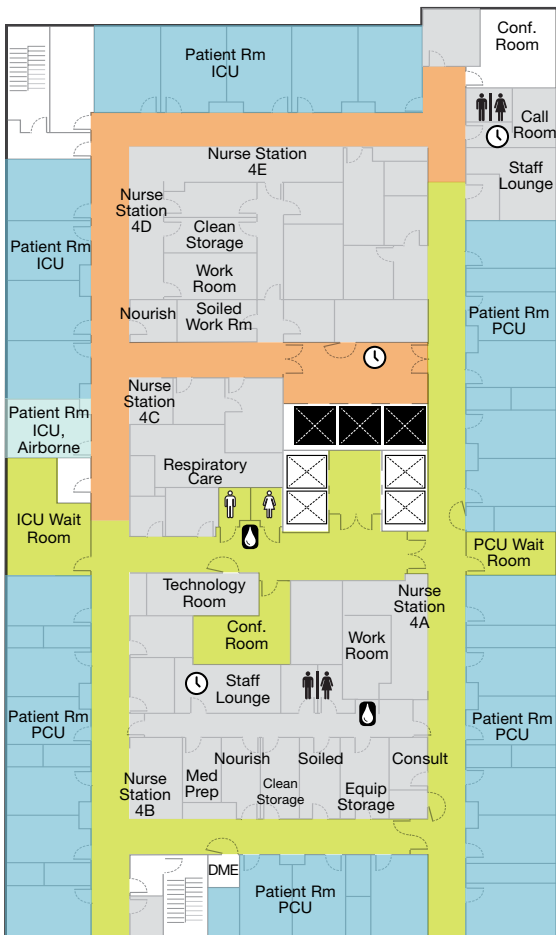 Patient Rm
ICU
Conf.
Room
Call
Room
Staff
Lounge
Nurse Station
4E
Nurse
Station
4D
Clean
Storage
Patient Rm
ICU
Work
Room
Nourish
Soiled
Work Rm
Patient Rm
PCU
Nurse
Station
4C
Patient Rm
ICU,
Airborne
Respiratory
Care
ICU Wait
Room
PCU Wait
Room
Technology
Room
Nurse
Station
4A
Conf.
Room
Work
Room
Staff
Lounge
Patient Rm
PCU
Patient Rm
PCU
Nourish
Soiled
Consult
Nurse
Station
4B
Med
Prep
Clean
Storage
Equip
Storage
DME
Patient Rm
PCU